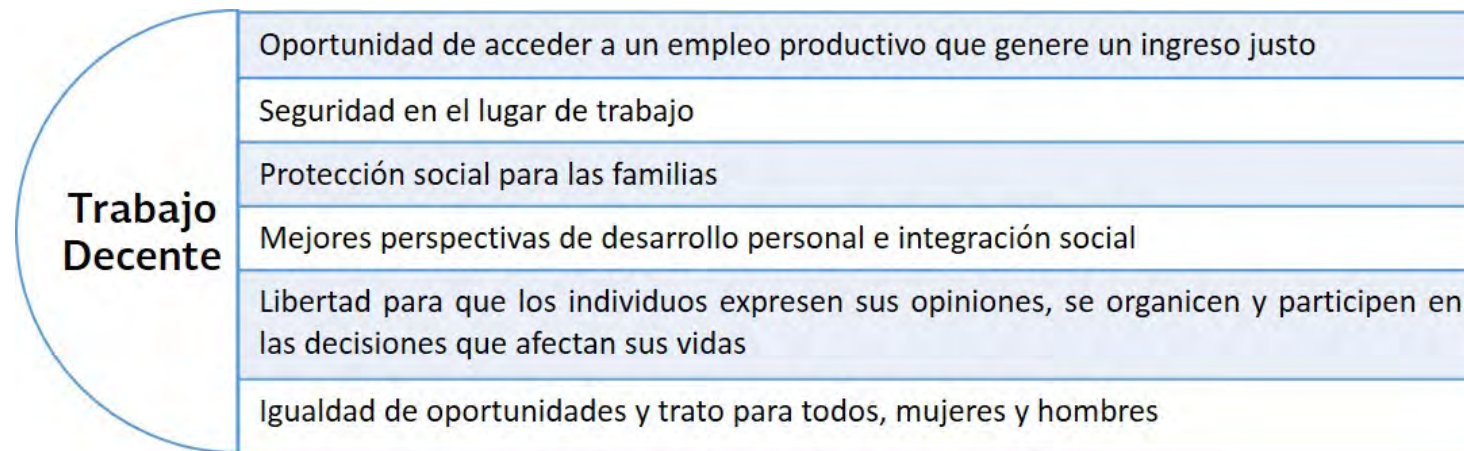 Trabajo
Decente
Oportunidad de acceder a un empleo productivo que genere un ingreso justo
Seguridad en el lugar de trabajo
Protección social para las familias
Mejores perspectivas de desarrollo personal e integración social
Libertad para que los individuos expresen sus opiniones, se organicen y participen en
las decisiones que afectan sus vidas
Igualdad de oportunidades y trato para todos, mujeres y hombres